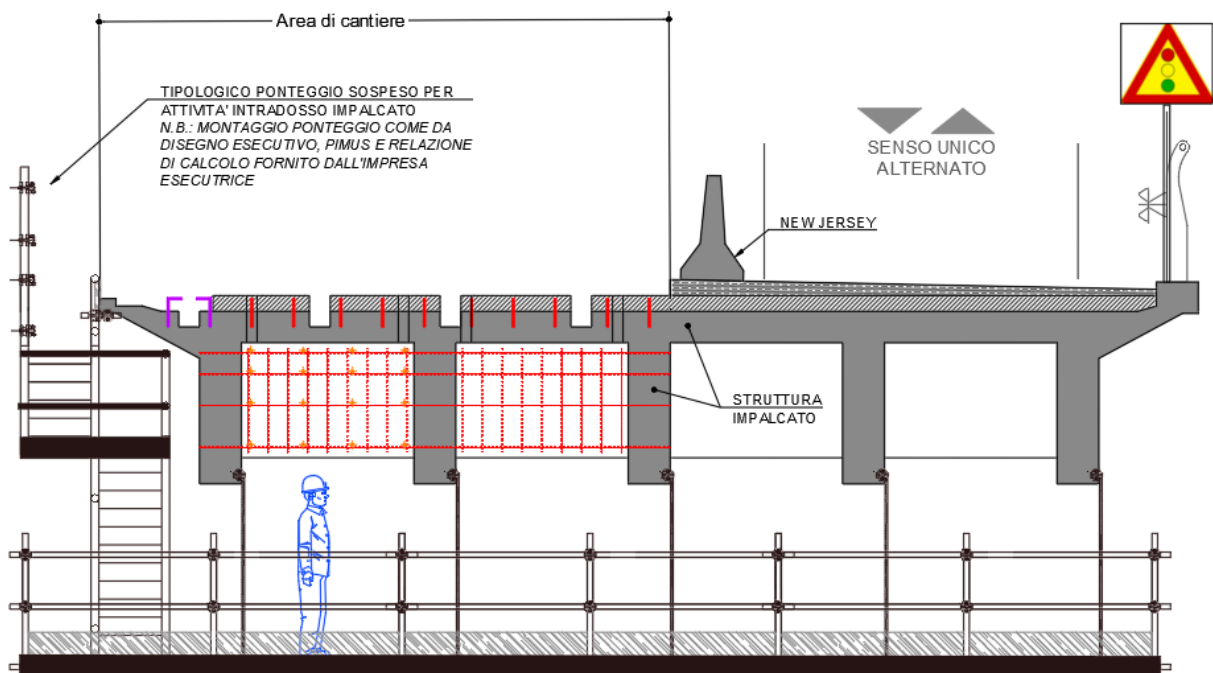 Area di cantiere
TIPOLOGICO PONTEGGIO SOSPESO PER
ATTIVITA' INTRADOSSO IMPALCATO
N.B.: MONTAGGIO PONTEGGIO COME DA
DISEGNO ESECUTIVO, PIMUS E RELAZIONE
DI CALCOLO FORNITO DALL'IMPRESA
ESECUTRICE
SENSO UNICO
ALTERNATO
NEW JERSEY
STRUTTURA
IMPALCATO